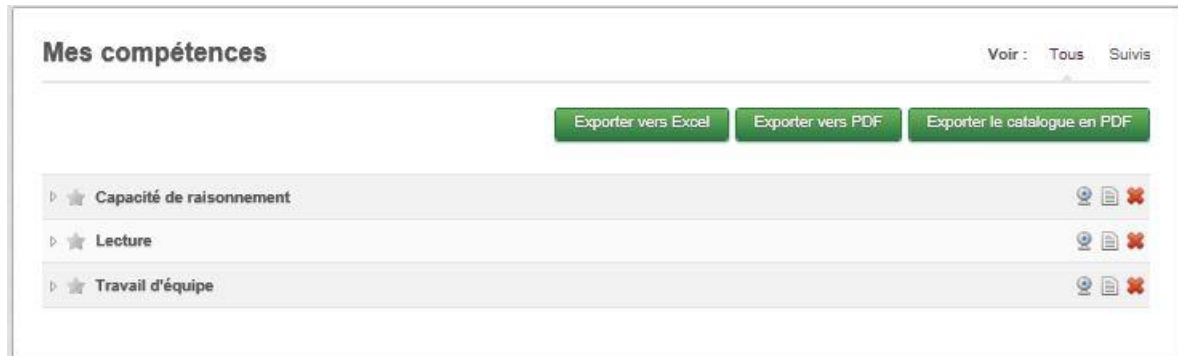 Mes compétences
Voir : Tous Suivis
Exporter vers Excel Exporter vers PDF Exporter le catalogue en PDF
Capacité de raisonnement
Lecture
Travail d'équipe